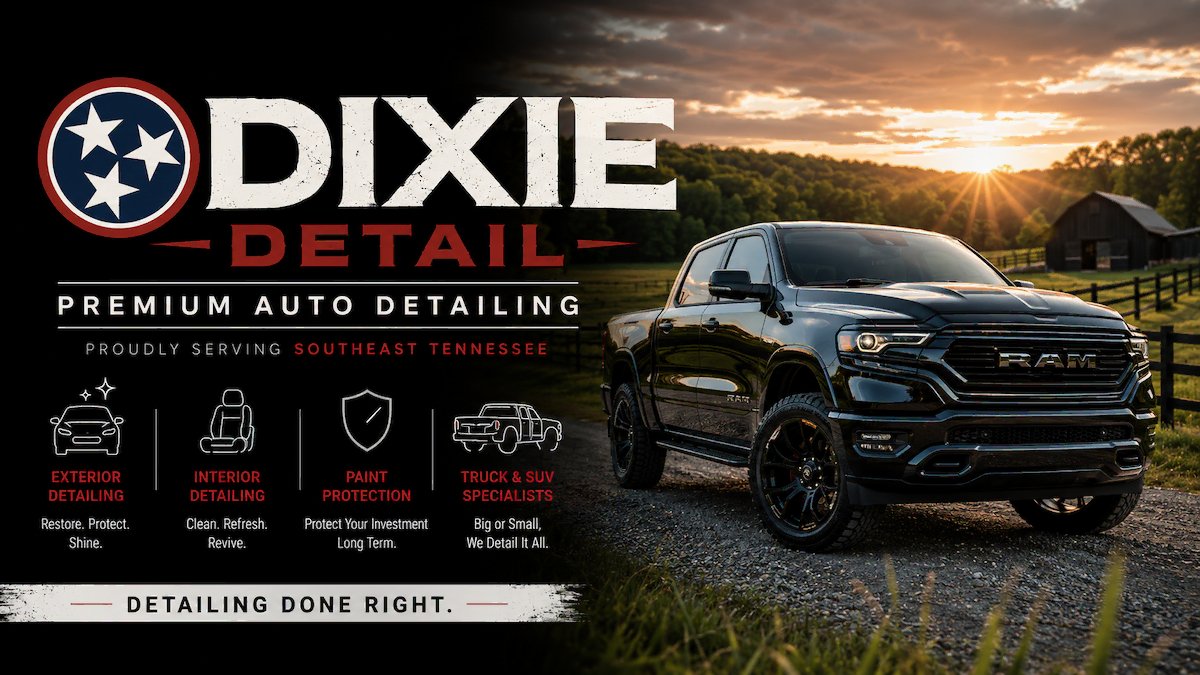 DIXIE
DETAIL
PREMIUM AUTO DETAILING
PROUDLY SERVING SOUTHEAST TENNESSEE
EXTERIOR
DETAILING
Restore. Protect.
Shine.
INTERIOR
DETAILING
Clean. Refresh.
Revive.
PAINT
PROTECTION
Protect Your Investment
Long Term.
TRUCK & SUV
SPECIALISTS
Big or Small,
We Detail It All.
DETAILING DONE RIGHT.
RAM
RAM